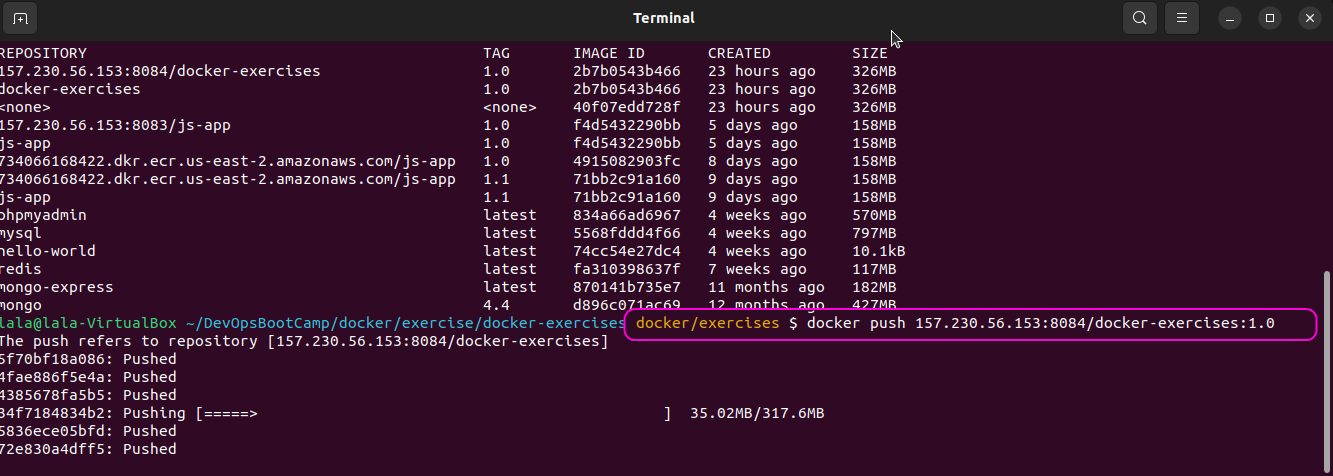 Terminal
REPOSITORY TAG IMAGE ID CREATED SIZE
157.230.56.153:8084/docker-exercises 1.0 2b7b0543b466 23 hours ago 326MB
docker-exercises 1.0 2b7b0543b466 23 hours ago 326MB
<none> <none> 40f07edd728f 23 hours ago 326MB
157.230.56.153:8083/js-app 1.0 f4d5432290bb 5 days ago 158MB
js-app 1.0 f4d5432290bb 5 days ago 158MB
734066168422.dkr.ecr.us-east-2.amazonaws.com/js-app 1.0 4915082903fc 8 days ago 158MB
734066168422.dkr.ecr.us-east-2.amazonaws.com/js-app 1.1 71bb2c91a160 9 days ago 158MB
js-app 1.1 71bb2c91a160 9 days ago 158MB
phpmyadmin latest 834a66ad6967 4 weeks ago 570MB
mysql latest 5568fddd4f66 4 weeks ago 797MB
hello-world latest 74cc54e27dc4 4 weeks ago 10.1kB
redis latest fa310398637f 7 weeks ago 117MB
mongo-express latest 870141b735e7 11 months ago 182MB
mongo 4.4 d896c071ac69 12 months ago 427MB
lala@lala-VirtualBox ~/DevOpsBootCamp/docker/exercise/docker-exercises docker/exercises $ docker push 157.230.56.153:8084/docker-exercises:1.0
The push refers to repository [157.230.56.153:8084/docker-exercises]
5f70bf18a086: Pushed
4fae886f5e4a: Pushed
4385678fa5b5: Pushed
34f7184834b2: Pushing [=====> ] 35.02MB/317.6MB
5836ece05bfd: Pushed
72e830a4dff5: Pushed